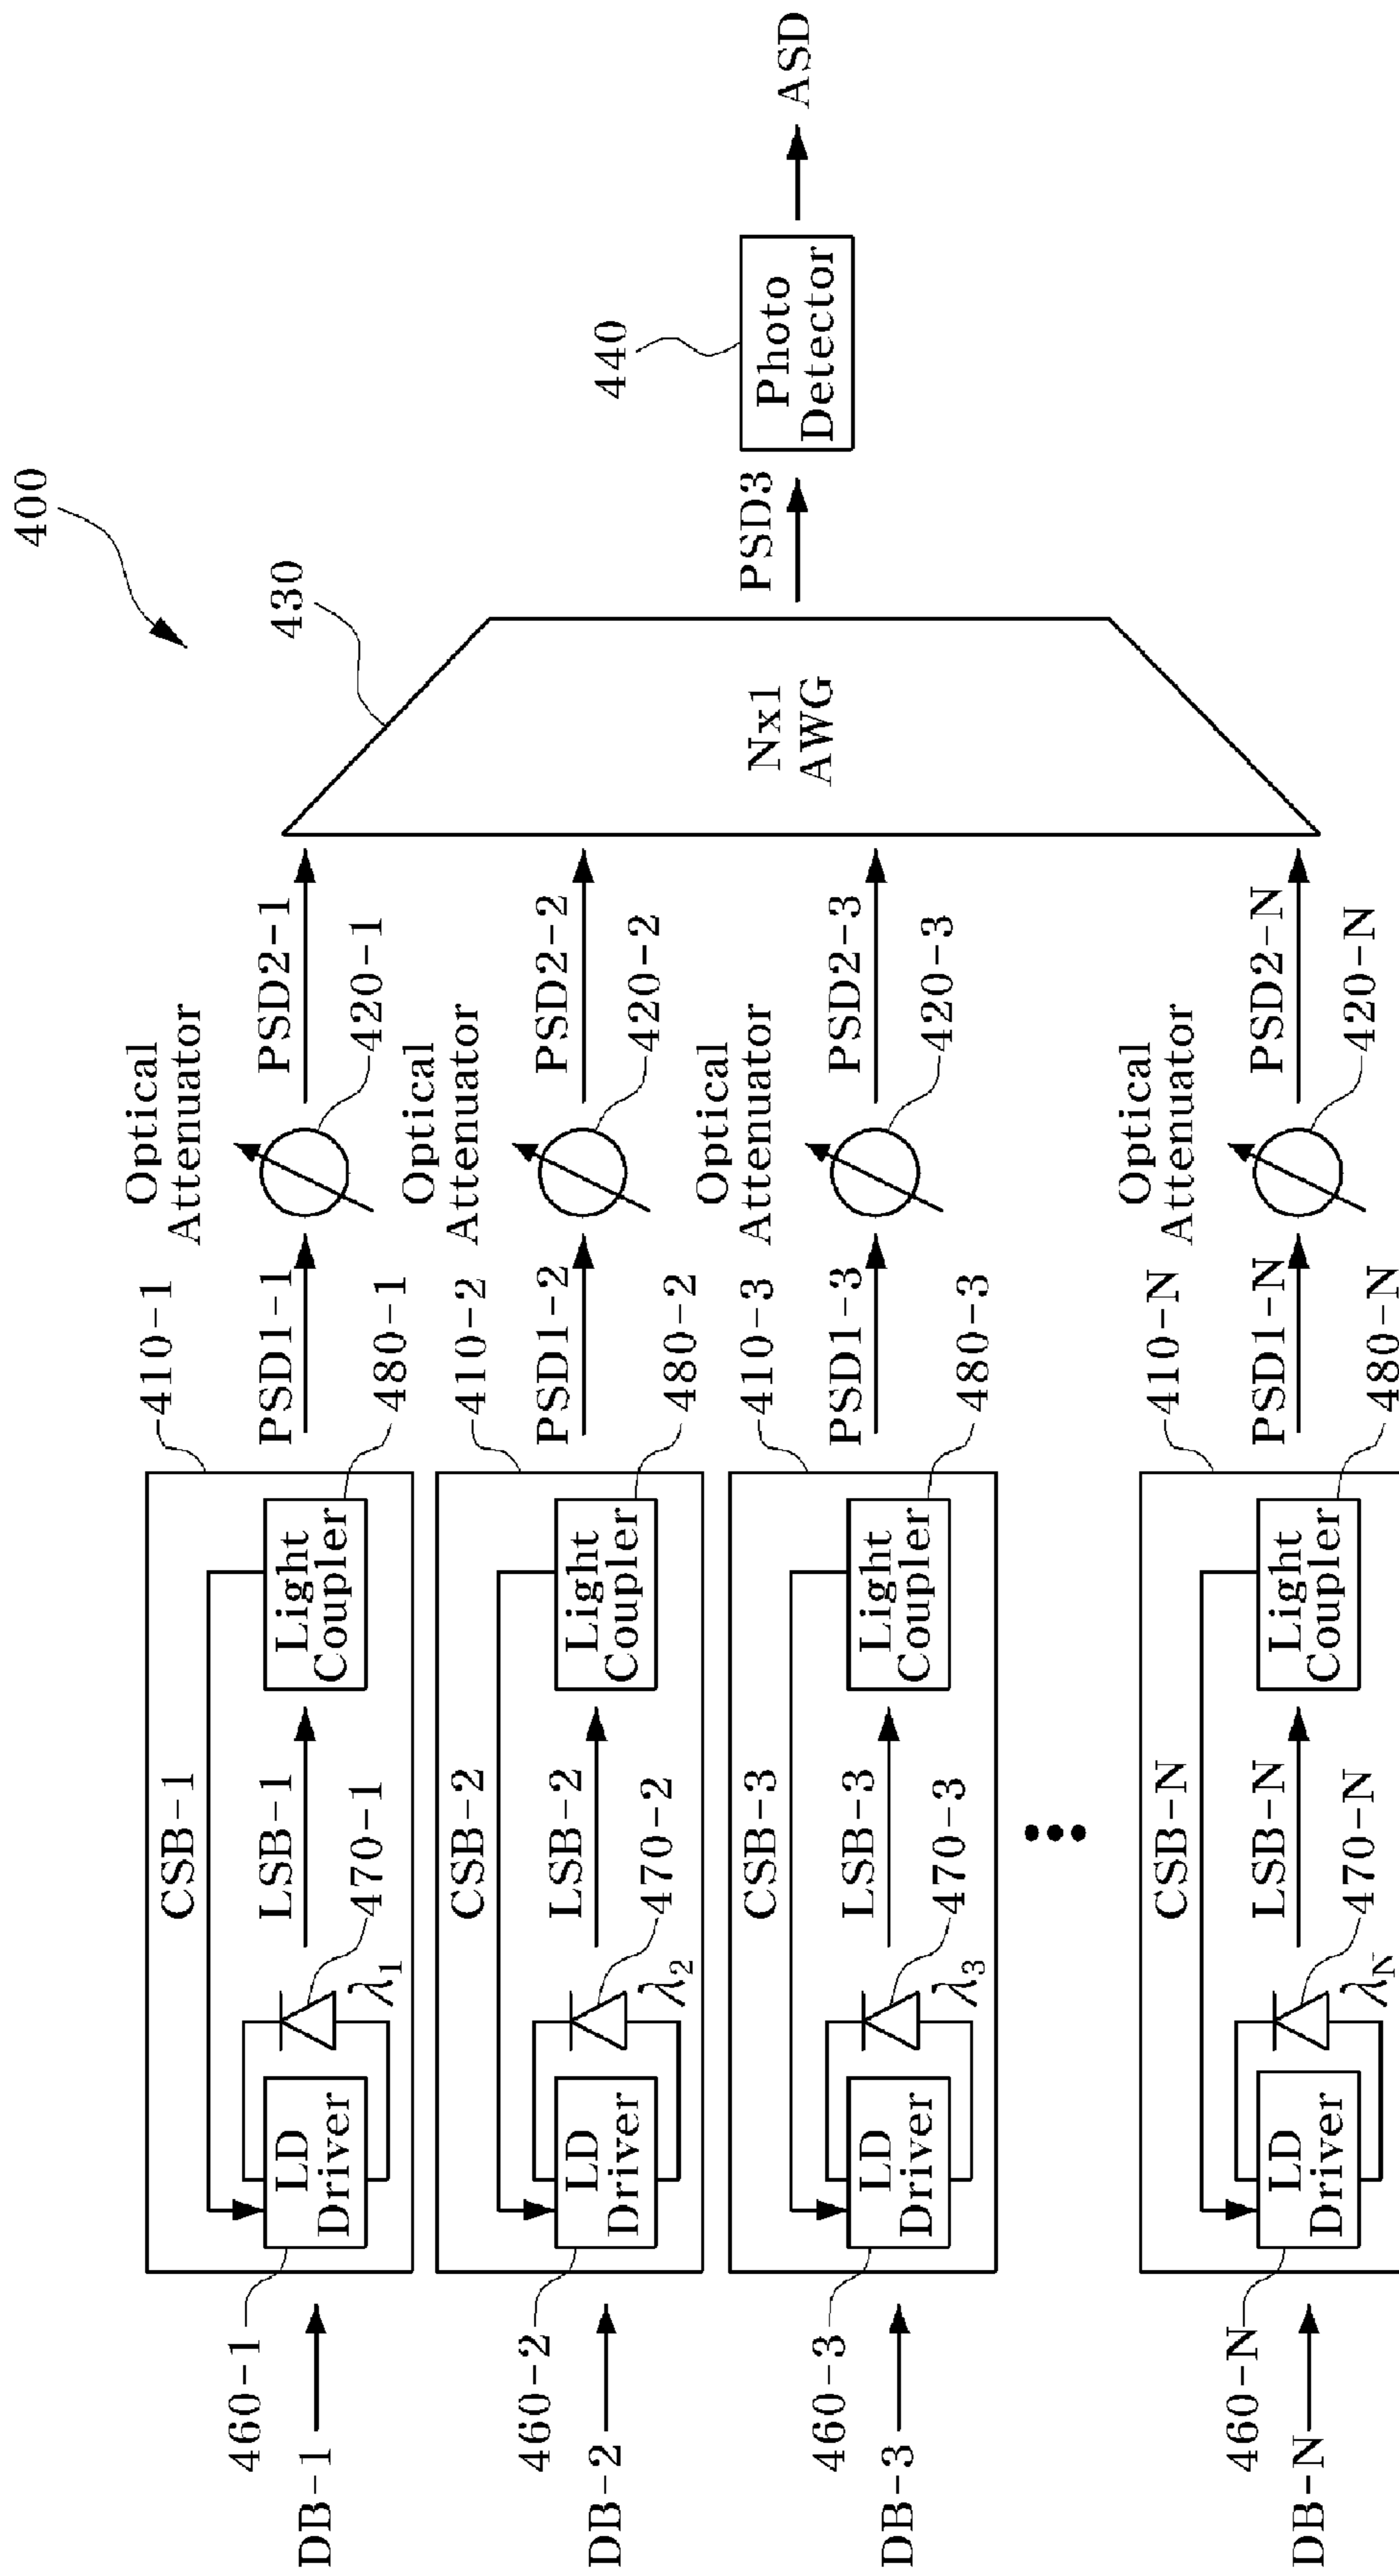 400
430
440
410-1
Optical
Attenuator
CSB-1
460-1
LD
Driver
LSB-1
Light
Coupler
PSD1-1
PSD2-1
DB-1
λ1
470-1
480-1
420-1
410-2
Optical
Attenuator
CSB-2
460-2
LD
Driver
LSB-2
Light
Coupler
PSD1-2
PSD2-2
DB-2
λ2
470-2
480-2
420-2
410-3
Optical
Attenuator
CSB-3
460-3
LD
Driver
LSB-3
Light
Coupler
PSD1-3
PSD2-3
DB-3
λ3
470-3
480-3
420-3
Nx1
AWG
PSD3
Photo
Detector
ASD
410-N
Optical
Attenuator
CSB-N
460-N
LD
Driver
LSB-N
Light
Coupler
PSD1-N
PSD2-N
DB-N
λN
470-N
480-N
420-N